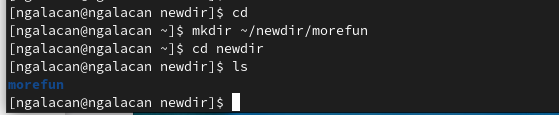 [ngalacan@ngalacan newdir]$ cd
[ngalacan@ngalacan ~]$ mkdir ~/newdir/morefun
[ngalacan@ngalacan ~]$ cd newdir
[ngalacan@ngalacan newdir]$ ls
morefun
[ngalacan@ngalacan newdir]$